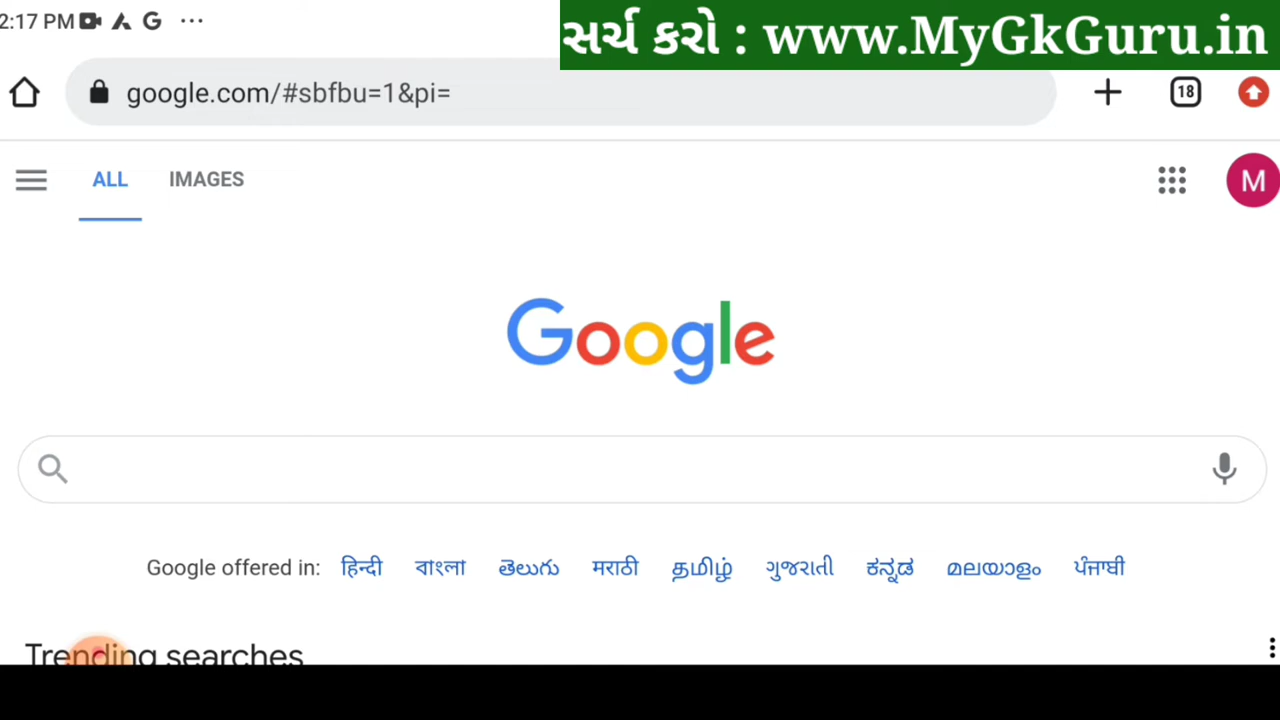 2:17 PM G ...
સર્ચ કરો : www.MyGkGuru.in
google.com/#sbfbu=1&pi=
18
ALL IMAGES
M
Google
Google offered in: हिन्दी বাংলা తెలుగు मराठी தமிழ் ગુજરાતી ಕನ್ನಡ മലയാളം ਪੰਜਾਬੀ
Trending searches